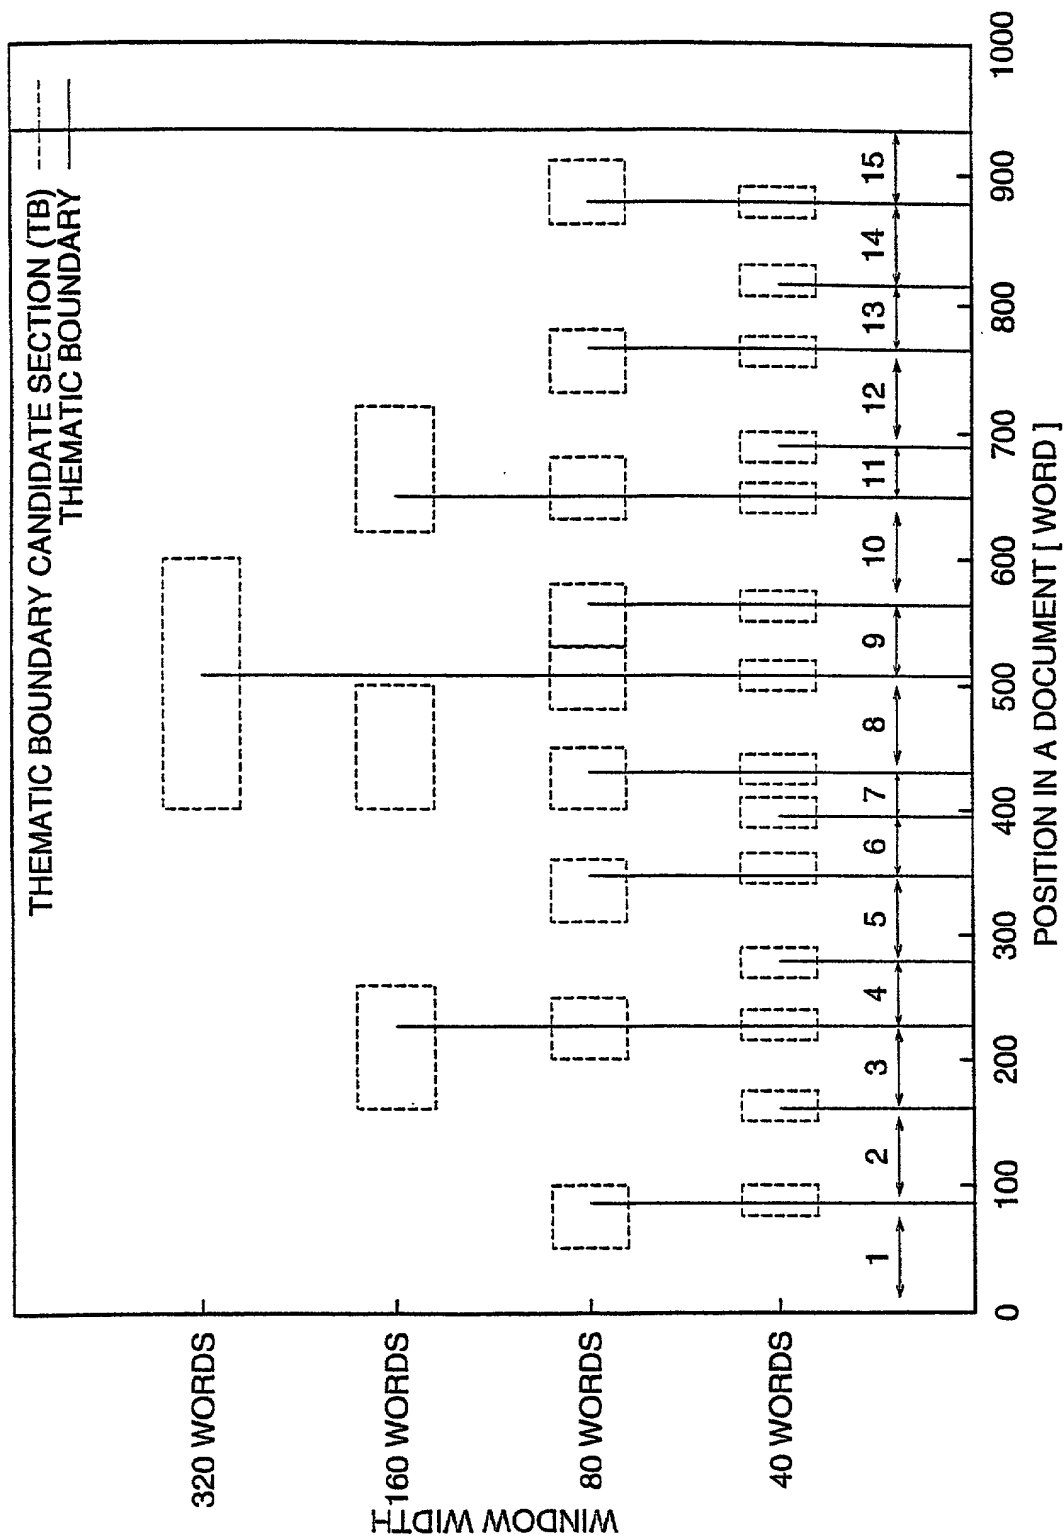 THEMATIC BOUNDARY CANDIDATE SECTION (TB)
THEMATIC BOUNDARY
WINDOW WIDTH
320 WORDS
160 WORDS
80 WORDS
40 WORDS
1 2 3 4 5 6 7 8 9 10 11 12 13 14 15
0 100 200 300 400 500 600 700 800 900 1000
POSITION IN A DOCUMENT [ WORD ]